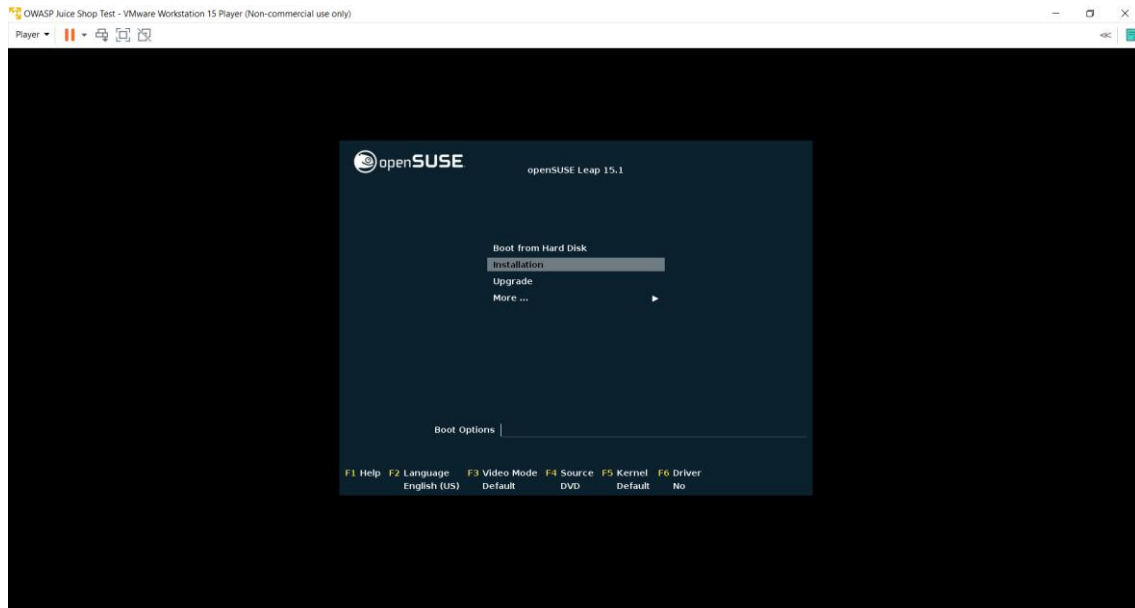 OWASP Juice Shop Test - VMware Workstation 15 Player (Non-commercial use only)
Player
openSUSE
openSUSE Leap 15.1
Boot from Hard Disk
Installation
Upgrade
More ...
Boot Options
F1 Help F2 Language F3 Video Mode F4 Source F5 Kernel F6 Driver
English (US) Default DVD Default No